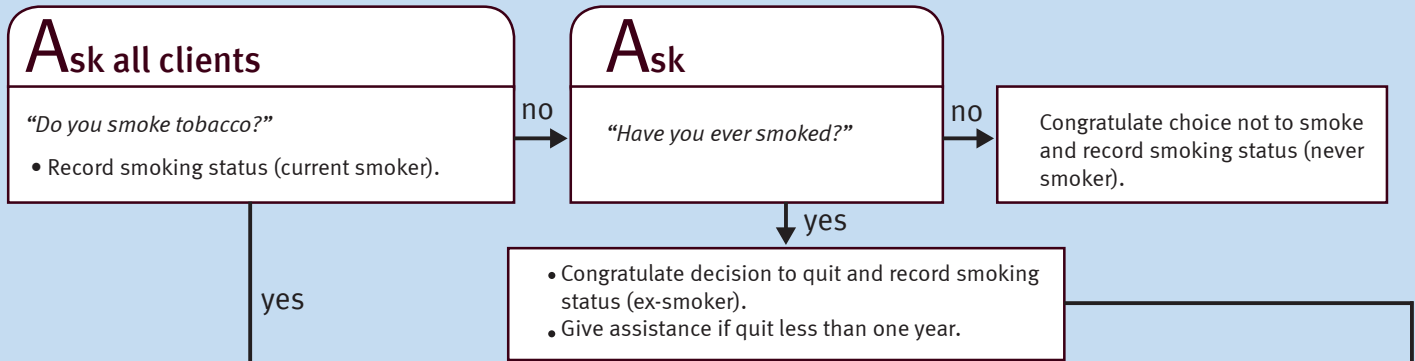 Ask all clients
“Do you smoke tobacco?”
• Record smoking status (current smoker).
no
Ask
“Have you ever smoked?”
no
Congratulate choice not to smoke
and record smoking status (never
smoker).
yes
• Congratulate decision to quit and record smoking
status (ex-smoker).
• Give assistance if quit less than one year.
yes